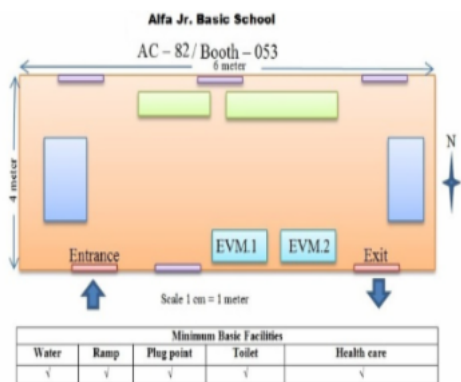 Alfa Jr. Basic School
AC – 82/ Booth – 053
6 meter
4 meter
N
EVM.1 EVM.2
Entrance Exit
Scale 1 cm = 1 meter
Minimum Basic Facilities
Water Ramp Plug point Toilet Health care
√ √ √ √ √